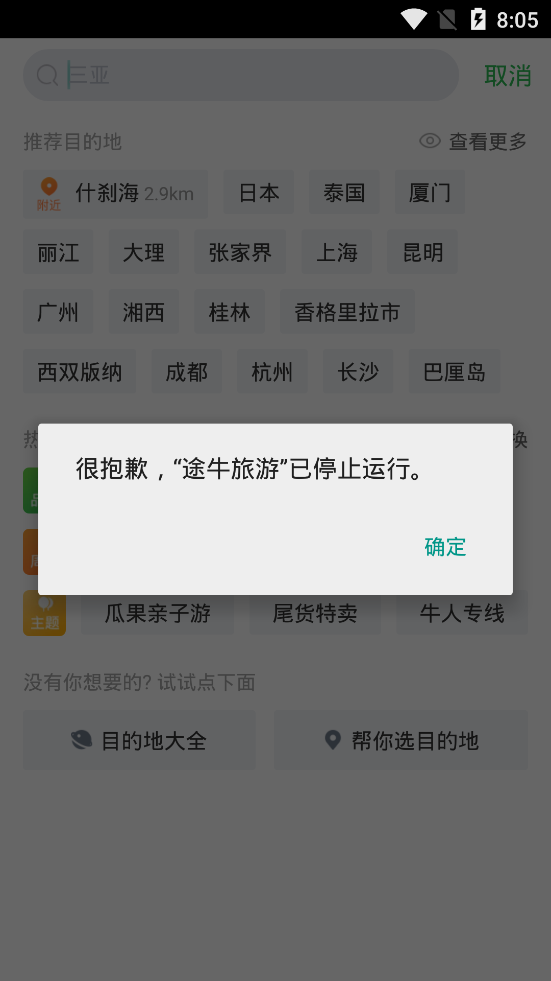 8:05
三亚
取消
推荐目的地
查看更多
附近
什刹海 2.9km
日本
泰国
厦门
丽江
大理
张家界
上海
昆明
广州
湘西
桂林
香格里拉市
西双版纳
成都
杭州
长沙
巴厘岛
换
很抱歉，“途牛旅游”已停止运行。
确定
主题
瓜果亲子游
尾货特卖
牛人专线
没有你想要的? 试试点下面
目的地大全
帮你选目的地